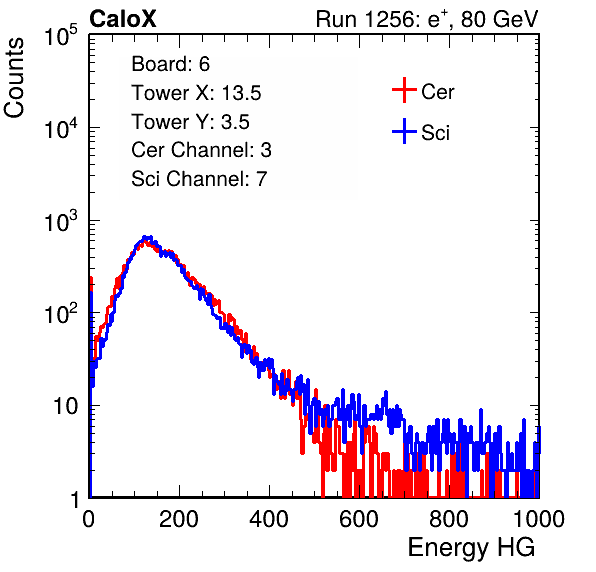 CaloX Run 1256: e⁺, 80 GeV
Counts
Board: 6
Tower X: 13.5
Tower Y: 3.5
Cer Channel: 3
Sci Channel: 7
Cer
Sci
10⁵
10⁴
10³
10²
10
1
0 200 400 600 800 1000
Energy HG